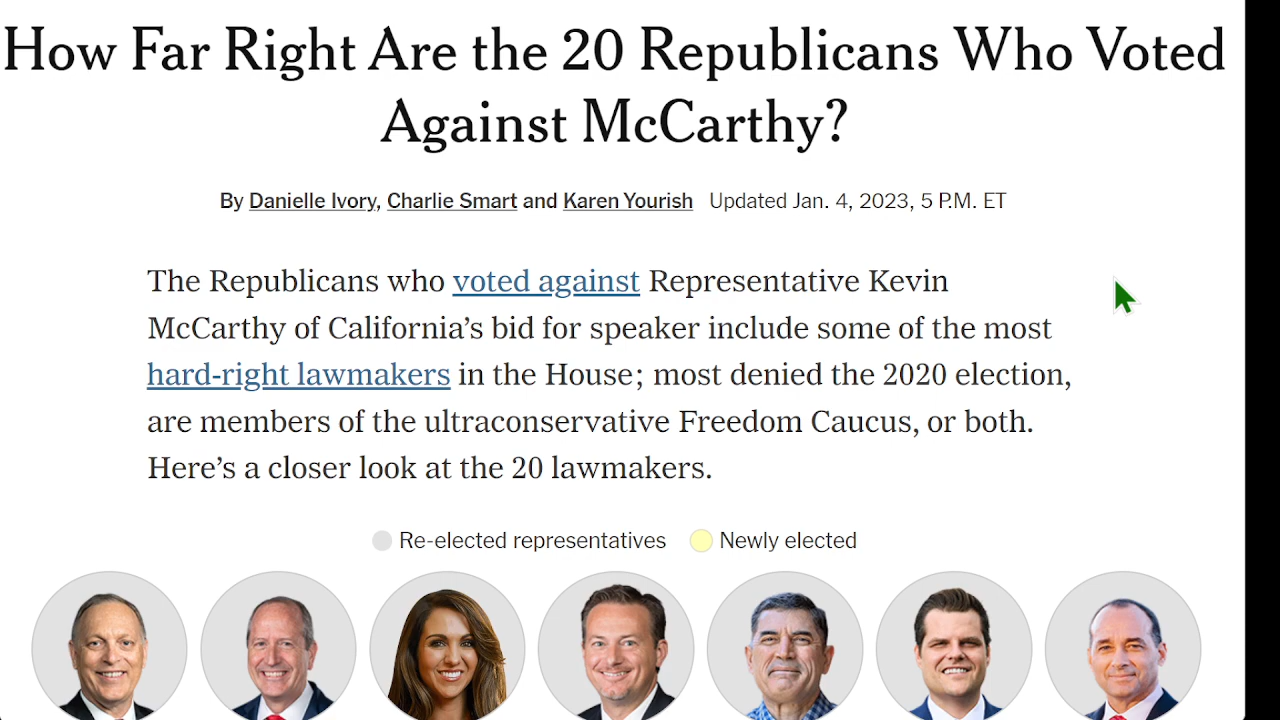 How Far Right Are the 20 Republicans Who Voted
Against McCarthy?
By Danielle Ivory, Charlie Smart and Karen Yourish Updated Jan. 4, 2023, 5 P.M. ET
The Republicans who voted against Representative Kevin
McCarthy of California’s bid for speaker include some of the most
hard-right lawmakers in the House; most denied the 2020 election,
are members of the ultraconservative Freedom Caucus, or both.
Here’s a closer look at the 20 lawmakers.
Re-elected representatives Newly elected